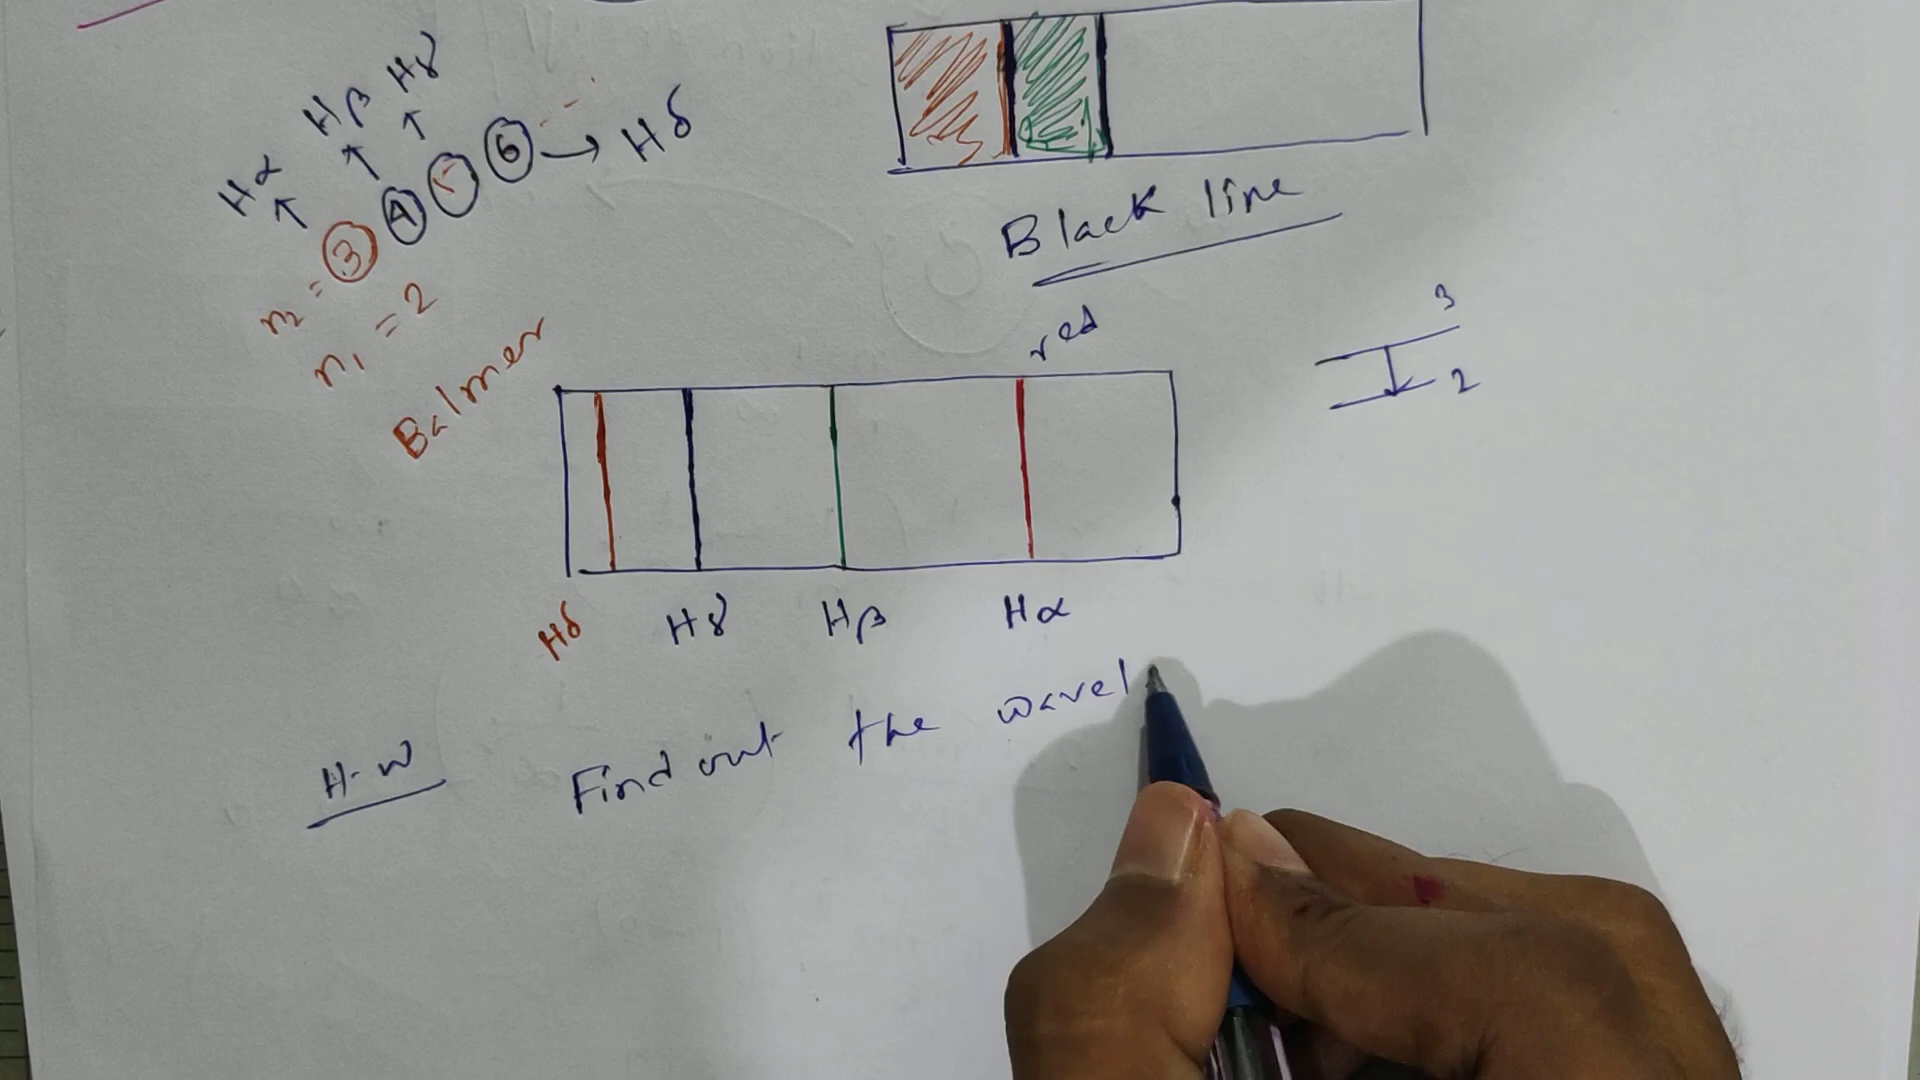 Hα Hβ Hγ
n2 = 3 4 5 6 → Hδ
n1 = 2
Balmer
Black line
red
3
2
Hδ Hγ Hβ Hα
H.W Find out the wavel